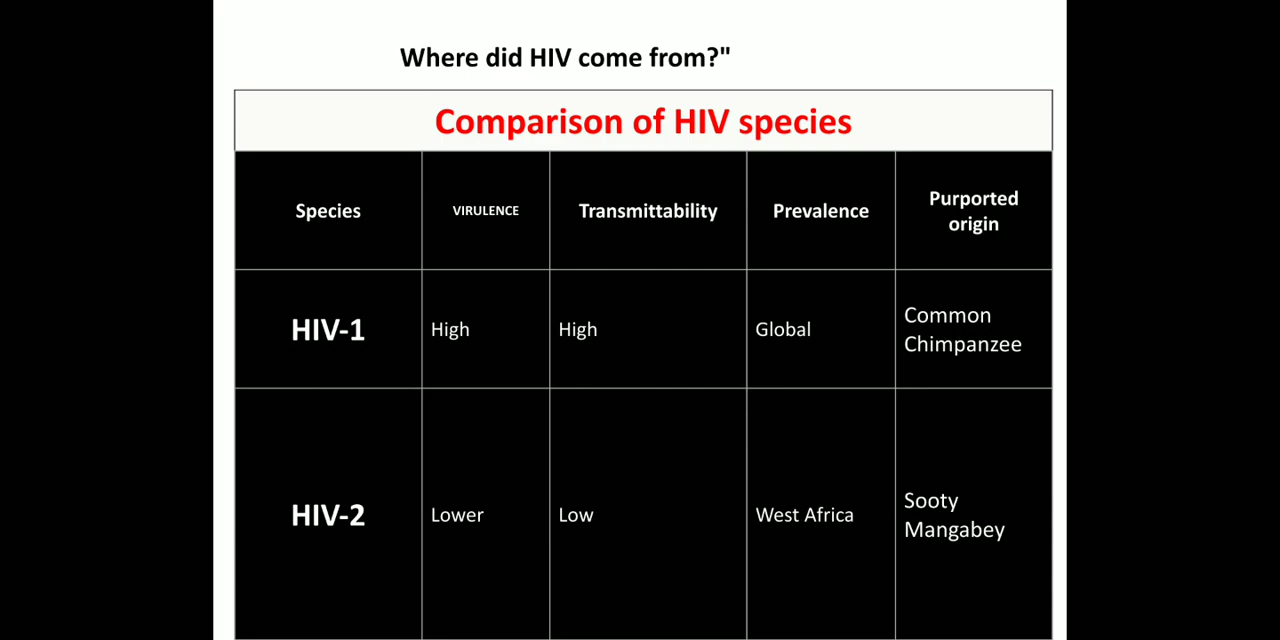 Where did HIV come from?"
Comparison of HIV species
Species
VIRULENCE
Transmittability
Prevalence
Purported
origin
HIV-1
High
High
Global
Common
Chimpanzee
HIV-2
Lower
Low
West Africa
Sooty
Mangabey